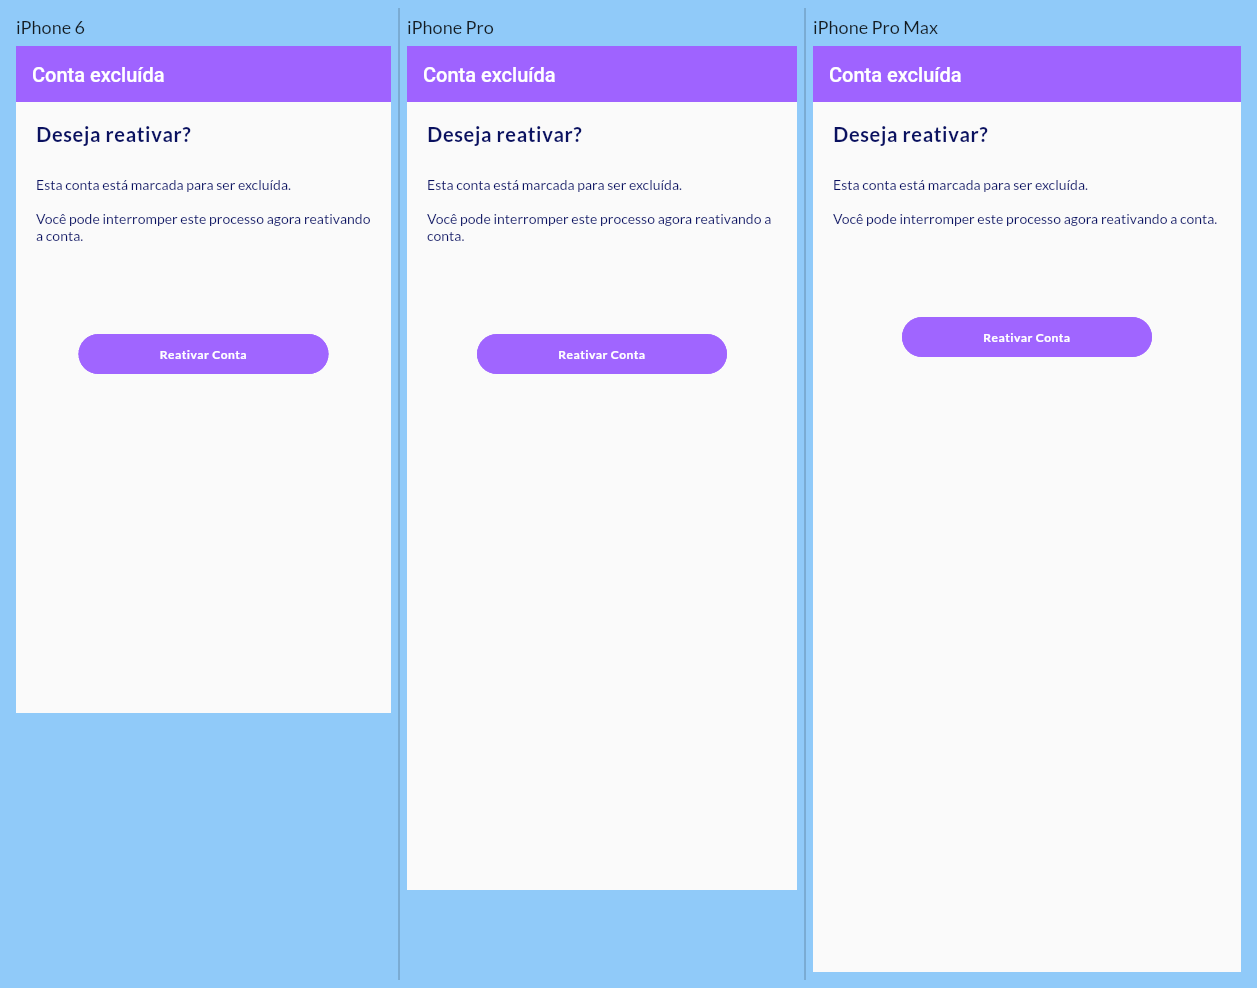 iPhone 6
Conta excluída
Deseja reativar?
Esta conta está marcada para ser excluída.
Você pode interromper este processo agora reativando
a conta.
Reativar Conta
iPhone Pro
Conta excluída
Deseja reativar?
Esta conta está marcada para ser excluída.
Você pode interromper este processo agora reativando a
conta.
Reativar Conta
iPhone Pro Max
Conta excluída
Deseja reativar?
Esta conta está marcada para ser excluída.
Você pode interromper este processo agora reativando a conta.
Reativar Conta